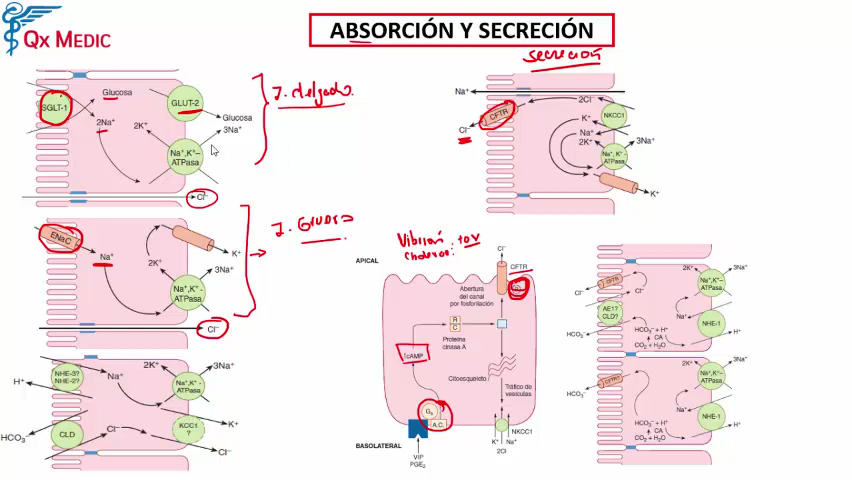 Qx MEDIC
ABSORCIÓN Y SECRECIÓN
SGLT-1
Glucosa
2Na⁺
2K⁺
GLUT-2
Glucosa
3Na⁺
Na⁺,K⁺–
ATPasa
Cl⁻
I. delgado
ENaC
Na⁺
2K⁺
K⁺
3Na⁺
Na⁺,K⁺-
ATPasa
Cl⁻
I. Grueso
NHE-3?
NHE-2?
H⁺
Na⁺
2K⁺
3Na⁺
Na⁺,K⁺ -
ATPasa
HCO₃⁻
CLD
Cl⁻
KCC1
?
K⁺
Cl⁻
secreción
Na⁺
CFTR
Cl⁻
2Cl⁻
K⁺
Na⁺
2K⁺
NKCC1
Na⁺, K⁺ -
ATPasa
3Na⁺
K⁺
Vibrion
cholerae:
tox
APICAL
Cl⁻
CFTR
Abertura
del canal
por fosforilación
R
C
Proteína
cinasa A
↑cAMP
Citoesqueleto
Tráfico de
vesículas
Gₛ
A.C.
NKCC1
K⁺
Na⁺
2Cl
BASOLATERAL
VIP
PGE₂
CFTR
Cl⁻
Cl⁻
AE1?
CLD?
HCO₃⁻
HCO₃⁻ + H⁺
CA
CO₂ + H₂O
2K⁺
3Na⁺
Na⁺,K⁺–
ATPasa
Na⁺
NHE-1
H⁺
CFTR
HCO₃⁻
HCO₃⁻ + H⁺
CA
CO₂ + H₂O
2K⁺
3Na⁺
Na⁺,K⁺–
ATPasa
Na⁺
NHE-1
H⁺